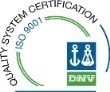 QUALITY SYSTEM CERTIFICATION
ISO 9001
DNV